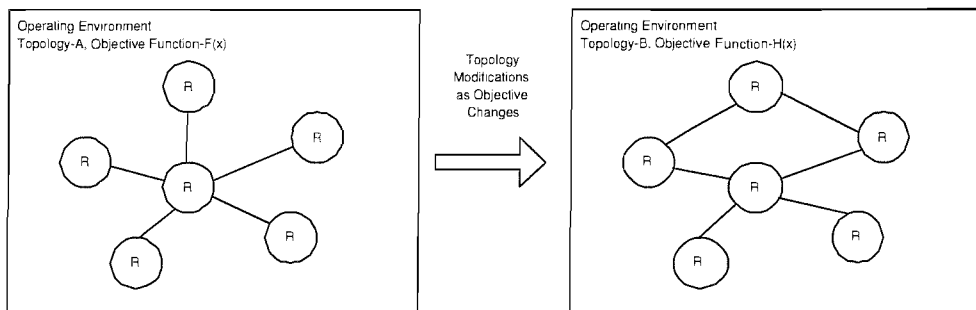 Operating Environment
Topology-A, Objective Function-F(x)
R
R
R
R
R
R
Topology
Modifications
as Objective
Changes
Operating Environment
Topology-B. Objective Function-H(x)
R
R
R
R
R
R